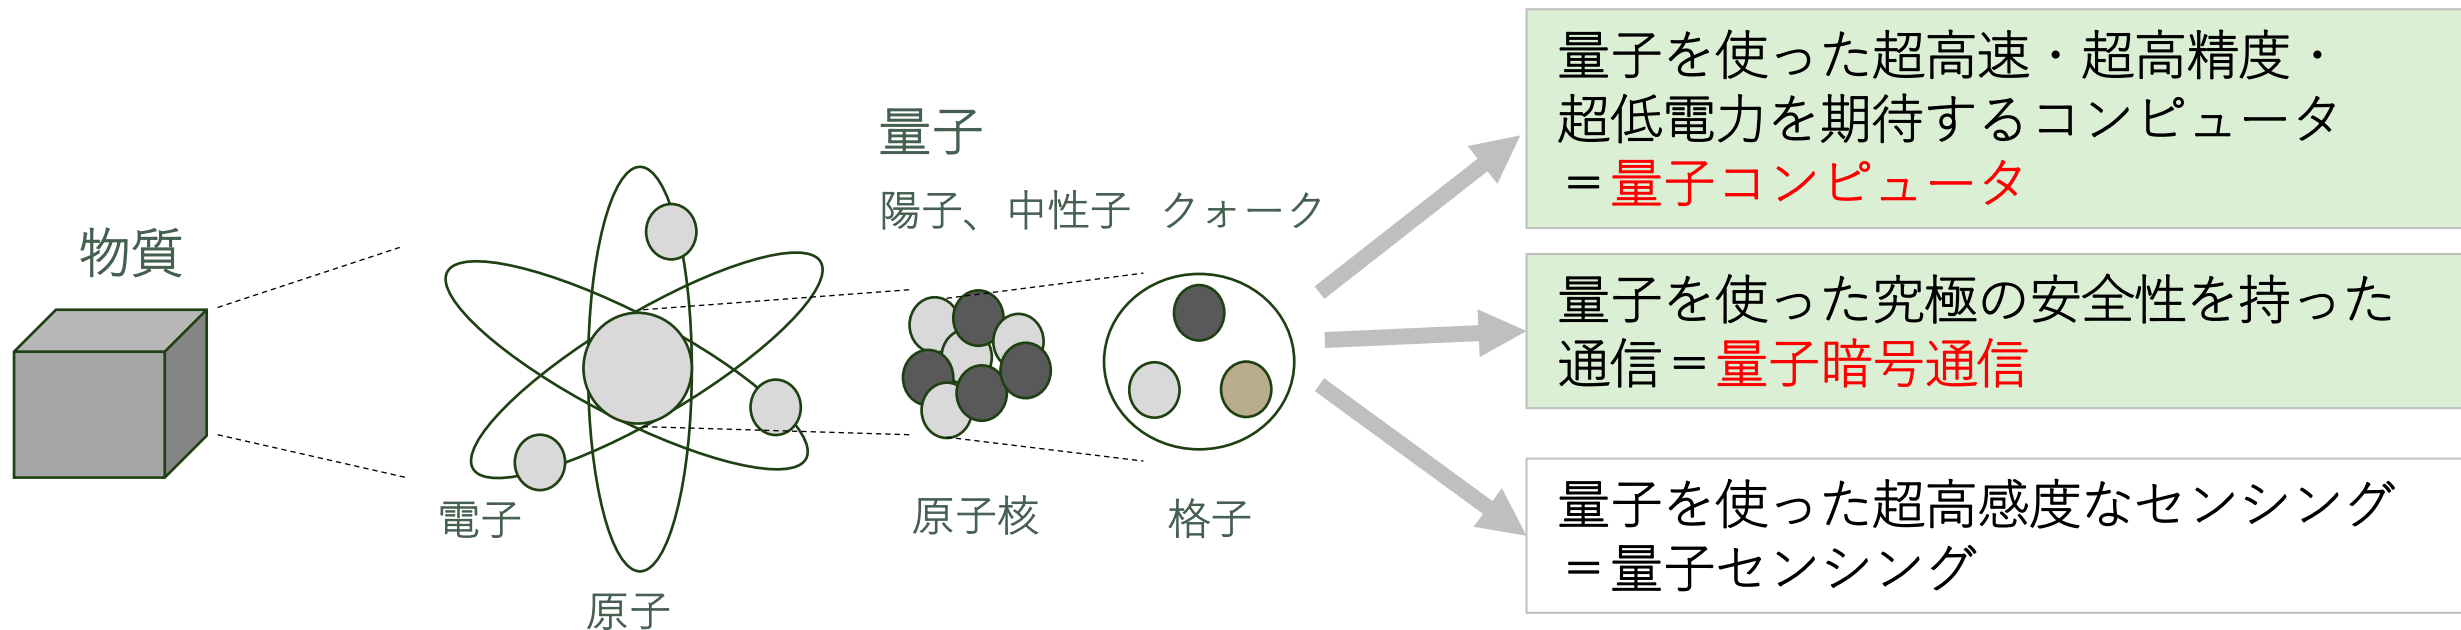 物質
電子
原子
量子
陽子、中性子 クォーク
原子核
格子
量子を使った超高速・超高精度・
超低電力を期待するコンピュータ
＝量子コンピュータ
量子を使った究極の安全性を持った
通信＝量子暗号通信
量子を使った超高感度なセンシング
＝量子センシング